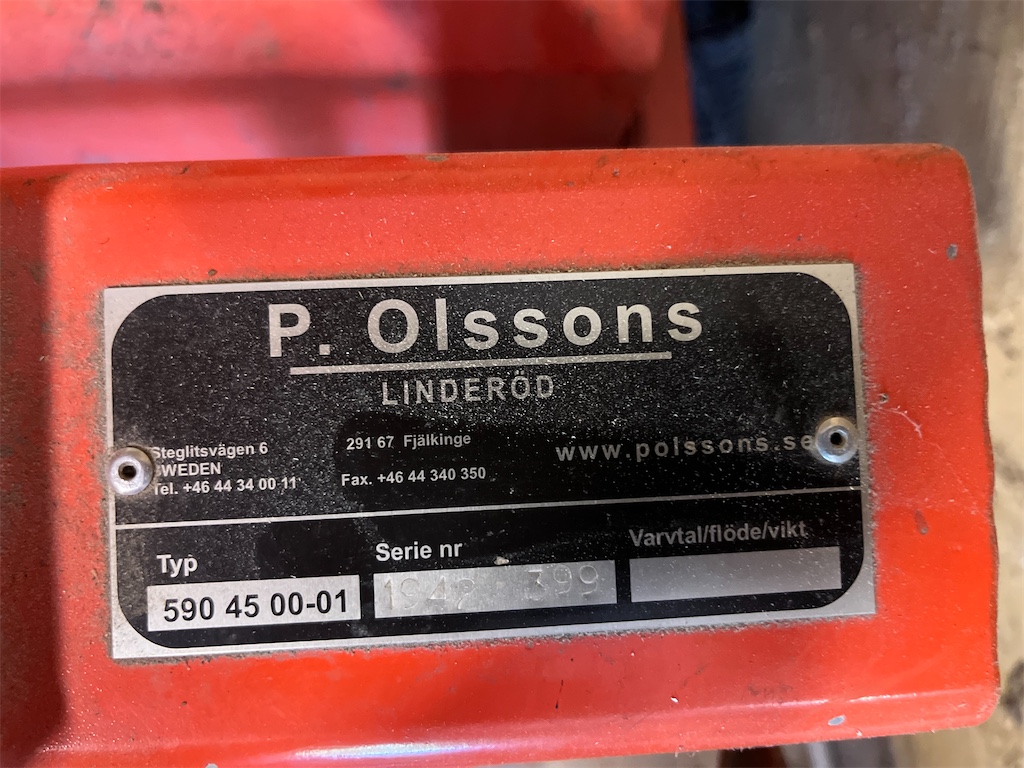 P. Olssons
LINDERÖD
Steglitsvägen 6 291 67 Fjälkinge www.polssons.se
SWEDEN
Tel. +46 44 34 00 11 Fax. +46 44 340 350
Typ Serie nr Varvtal/flöde/vikt
590 45 00-01 399